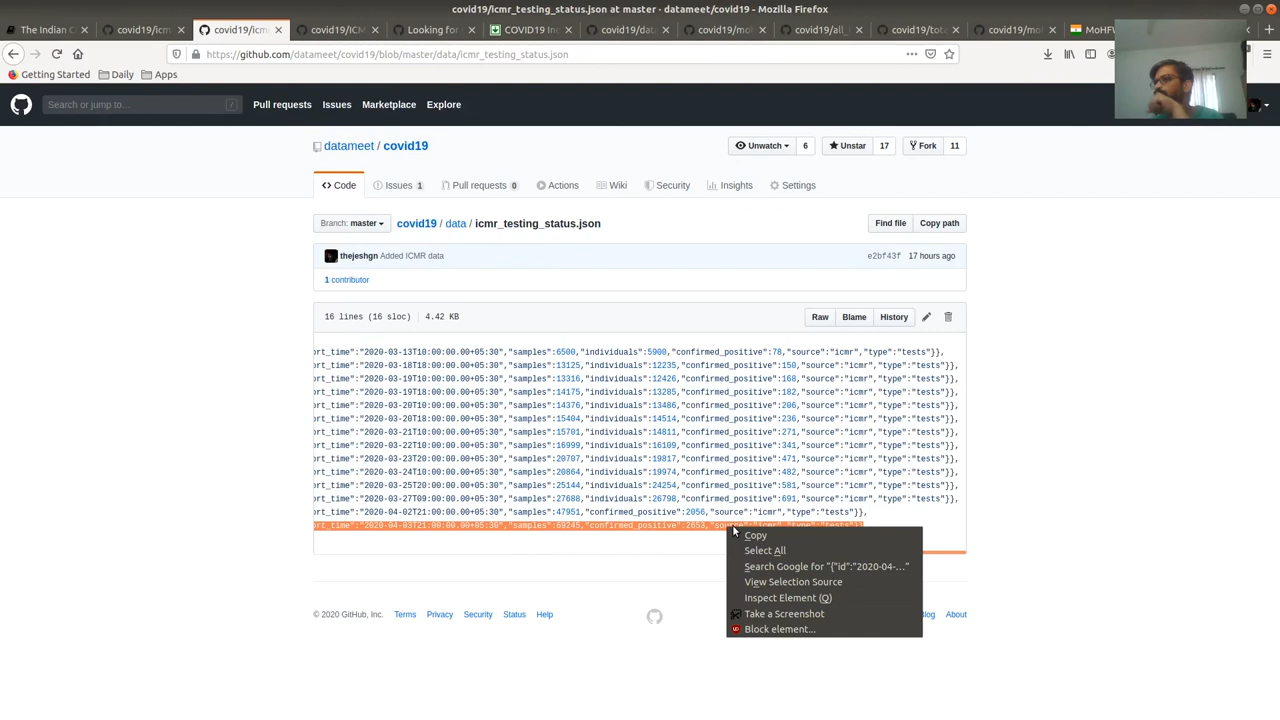 covid19/icmr_testing_status.json at master · datameet/covid19 - Mozilla Firefox
The Indian C
covid19/icmr
covid19/icm
covid19/ICM
Looking for
COVID19 In
covid19/dat
covid19/mo
covid19/all_
covid19/tot
covid19/mo
MoHFW
https://github.com/datameet/covid19/blob/master/data/icmr_testing_status.json
Getting Started Daily Apps
Search or jump to... / Pull requests Issues Marketplace Explore
datameet / covid19 Unwatch 6 Unstar 17 Fork 11
Code Issues 1 Pull requests 0 Actions Wiki Security Insights Settings
Branch: master covid19 / data / icmr_testing_status.json Find file Copy path
thejeshgn Added ICMR data e2bf43f 17 hours ago
1 contributor
16 lines (16 sloc) 4.42 KB Raw Blame History
ort_time":"2020-03-13T10:00:00.00+05:30","samples":6500,"individuals":5900,"confirmed_positive":78,"source":"icmr","type":"tests"}},
ort_time":"2020-03-18T18:00:00.00+05:30","samples":13125,"individuals":12235,"confirmed_positive":150,"source":"icmr","type":"tests"}},
ort_time":"2020-03-19T10:00:00.00+05:30","samples":13316,"individuals":12426,"confirmed_positive":168,"source":"icmr","type":"tests"}},
ort_time":"2020-03-19T18:00:00.00+05:30","samples":14175,"individuals":13285,"confirmed_positive":182,"source":"icmr","type":"tests"}},
ort_time":"2020-03-20T10:00:00.00+05:30","samples":14376,"individuals":13486,"confirmed_positive":206,"source":"icmr","type":"tests"}},
ort_time":"2020-03-20T18:00:00.00+05:30","samples":15404,"individuals":14514,"confirmed_positive":236,"source":"icmr","type":"tests"}},
ort_time":"2020-03-21T10:00:00.00+05:30","samples":15701,"individuals":14811,"confirmed_positive":271,"source":"icmr","type":"tests"}},
ort_time":"2020-03-22T10:00:00.00+05:30","samples":16999,"individuals":16109,"confirmed_positive":341,"source":"icmr","type":"tests"}},
ort_time":"2020-03-23T20:00:00.00+05:30","samples":20707,"individuals":19817,"confirmed_positive":471,"source":"icmr","type":"tests"}},
ort_time":"2020-03-24T10:00:00.00+05:30","samples":20864,"individuals":19974,"confirmed_positive":482,"source":"icmr","type":"tests"}},
ort_time":"2020-03-25T20:00:00.00+05:30","samples":25144,"individuals":24254,"confirmed_positive":581,"source":"icmr","type":"tests"}},
ort_time":"2020-03-27T09:00:00.00+05:30","samples":27688,"individuals":26798,"confirmed_positive":691,"source":"icmr","type":"tests"}},
ort_time":"2020-04-02T21:00:00.00+05:30","samples":47951,"confirmed_positive":2056,"source":"icmr","type":"tests"}},
ort_time":"2020-04-03T21:00:00.00+05:30","samples":69245,"confirmed_positive":2653,"source":"icmr","type":"tests"}}
Copy
Select All
Search Google for "{"id":"2020-04-…"
View Selection Source
Inspect Element (Q)
Take a Screenshot
Block element...
© 2020 GitHub, Inc. Terms Privacy Security Status Help Blog About